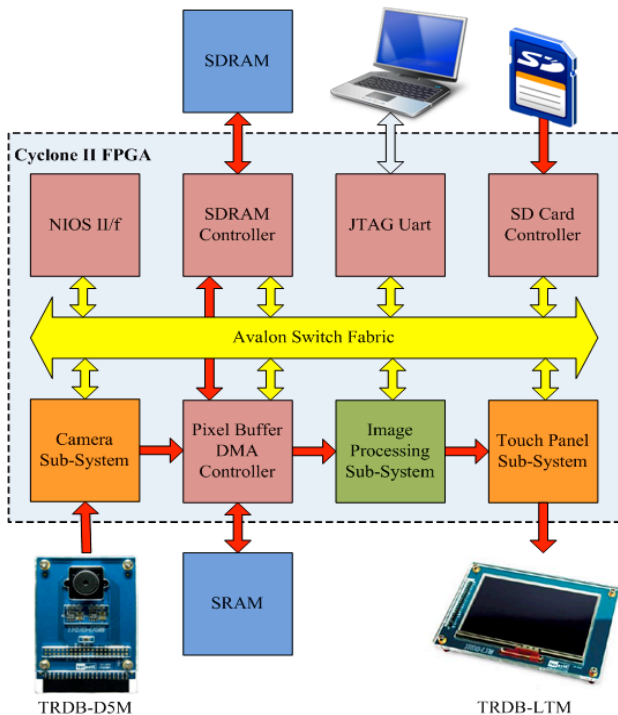 SDRAM
SD
Cyclone II FPGA
NIOS II/f
SDRAM
Controller
JTAG Uart
SD Card
Controller
Avalon Switch Fabric
Camera
Sub-System
Pixel Buffer
DMA
Controller
Image
Processing
Sub-System
Touch Panel
Sub-System
SRAM
TRDB-D5M
TRDB-LTM